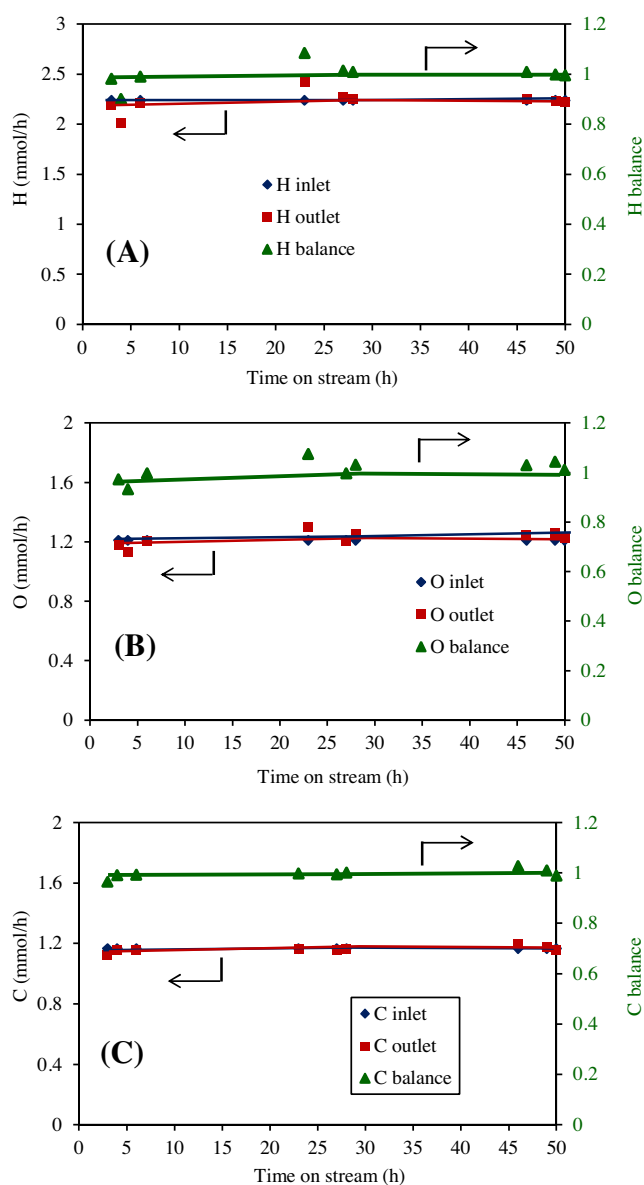 3
2.5
2
1.5
1
0.5
0
H (mmol/h)
1.2
1
0.8
0.6
0.4
0.2
0
H balance
H inlet
H outlet
H balance
(A)
0 5 10 15 20 25 30 35 40 45 50
Time on stream (h)
2
1.6
1.2
0.8
0.4
0
O (mmol/h)
1.2
1
0.8
0.6
0.4
0.2
0
O balance
O inlet
O outlet
O balance
(B)
0 5 10 15 20 25 30 35 40 45 50
Time on stream (h)
2
1.6
1.2
0.8
0.4
0
C (mmol/h)
1.2
1
0.8
0.6
0.4
0.2
0
C balance
C inlet
C outlet
C balance
(C)
0 5 10 15 20 25 30 35 40 45 50
Time on stream (h)